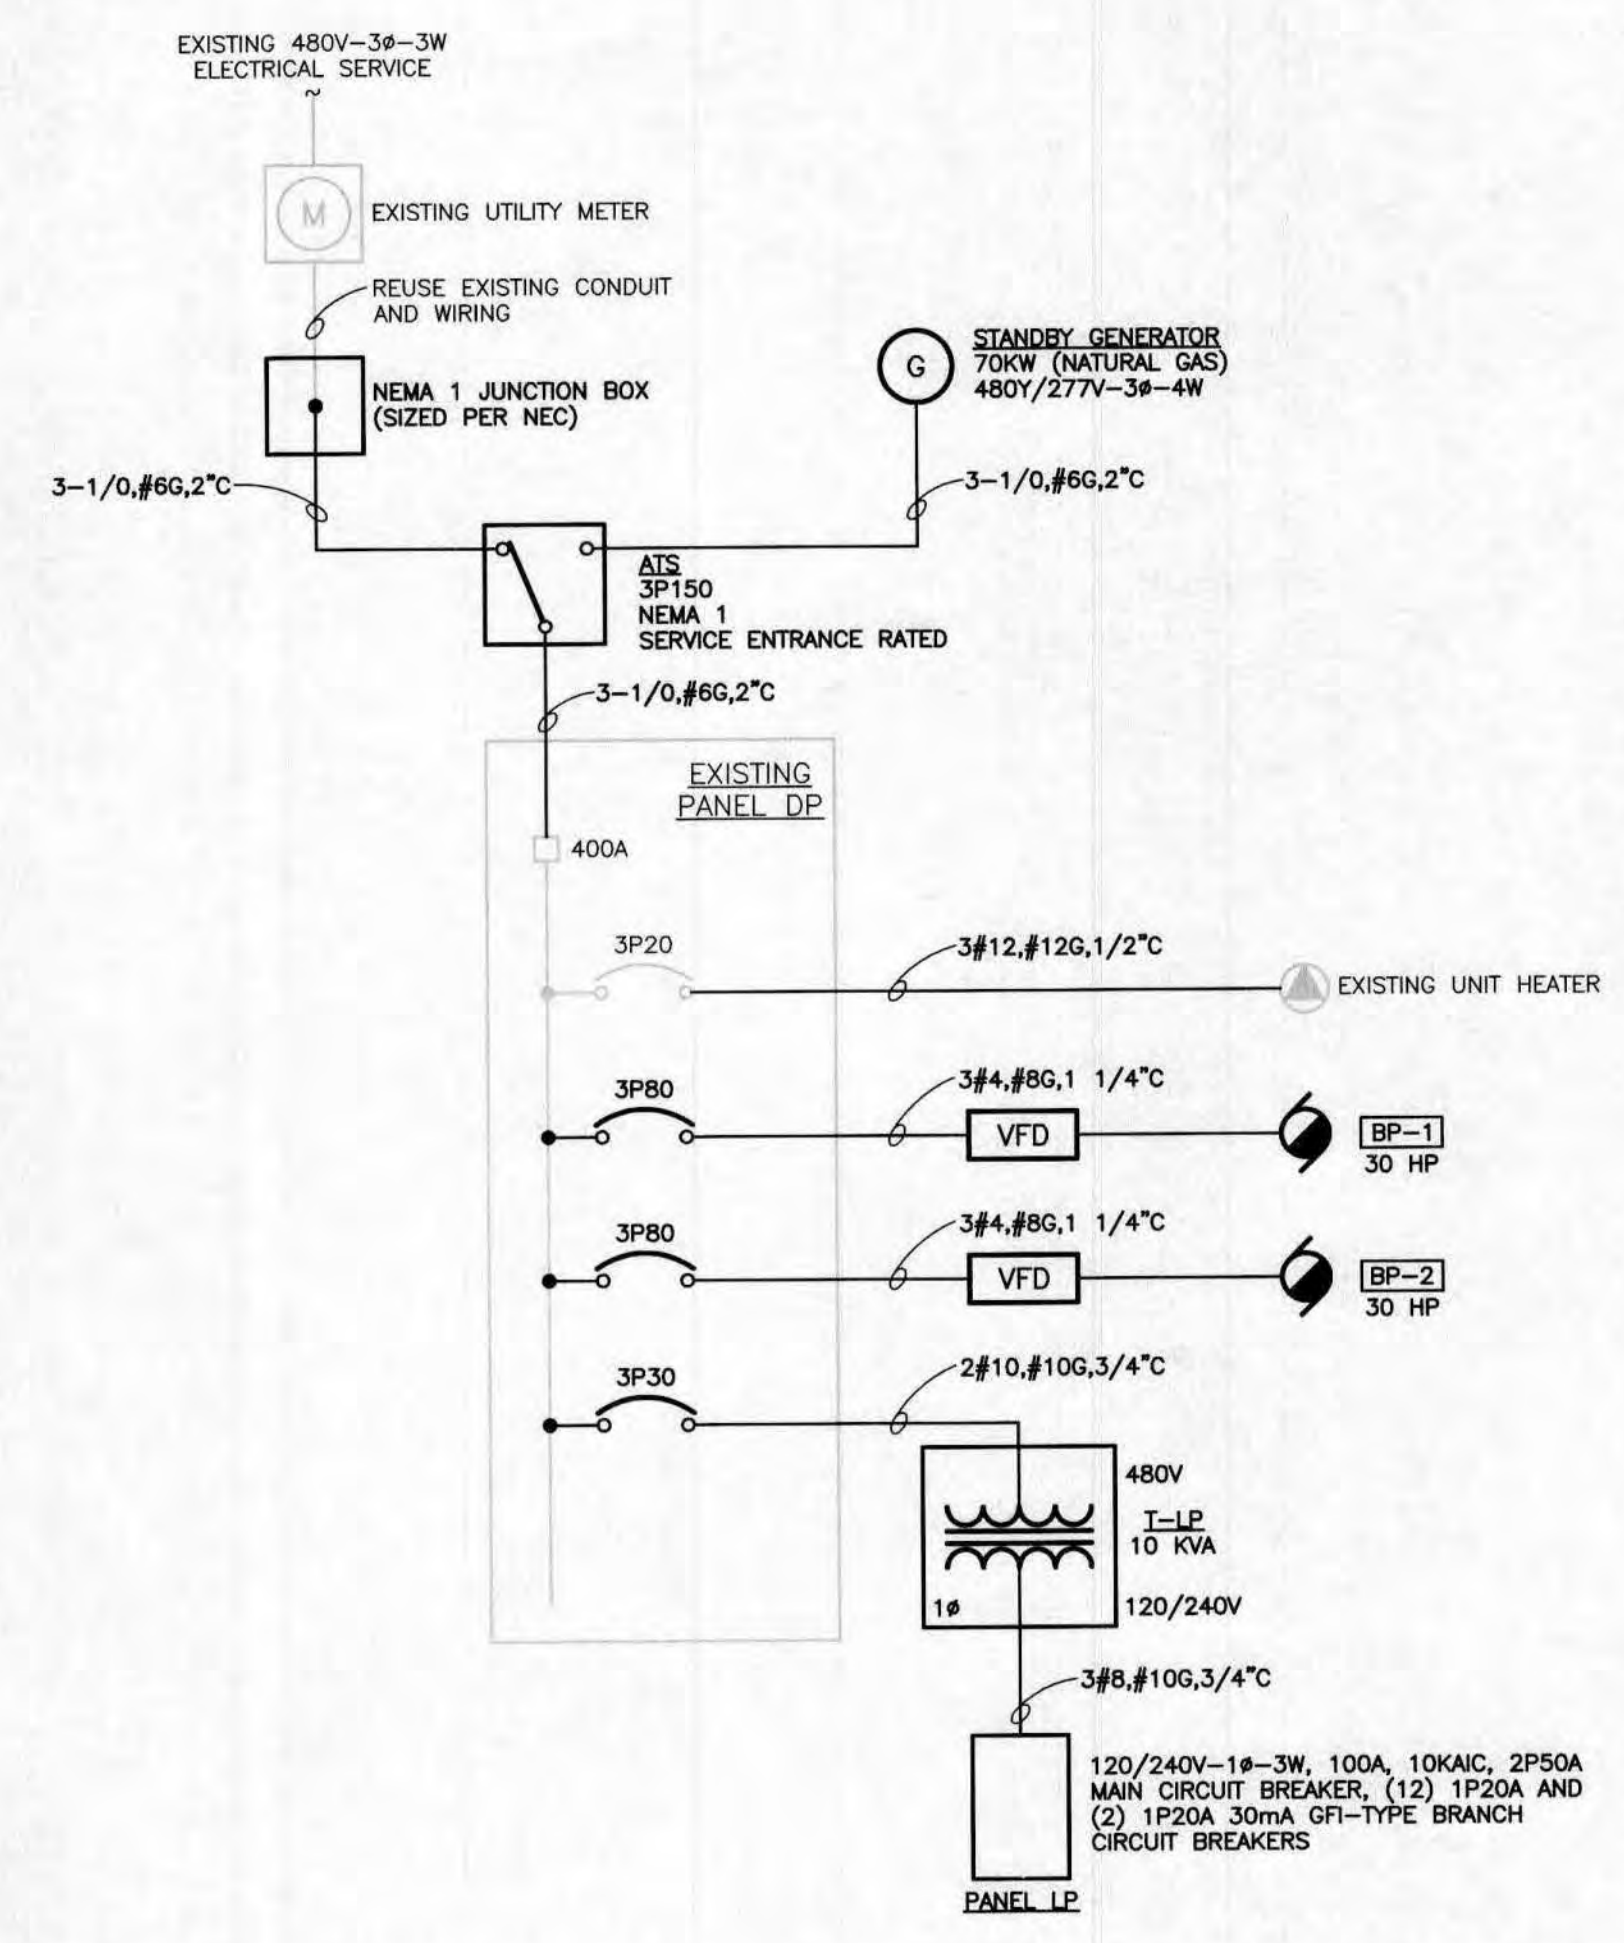 EXISTING 480V-3ø-3W
ELECTRICAL SERVICE
~
M
EXISTING UTILITY METER
REUSE EXISTING CONDUIT
AND WIRING
NEMA 1 JUNCTION BOX
(SIZED PER NEC)
G
STANDBY GENERATOR
70KW (NATURAL GAS)
480Y/277V-3ø-4W
3-1/0,#6G,2"C
3-1/0,#6G,2"C
ATS
3P150
NEMA 1
SERVICE ENTRANCE RATED
3-1/0,#6G,2"C
EXISTING
PANEL DP
400A
3P20
3#12,#12G,1/2"C
EXISTING UNIT HEATER
3P80
3#4,#8G,1 1/4"C
VFD
BP-1
30 HP
3P80
3#4,#8G,1 1/4"C
VFD
BP-2
30 HP
3P30
2#10,#10G,3/4"C
480V
T-LP
10 KVA
1ø
120/240V
3#8,#10G,3/4"C
120/240V-1ø-3W, 100A, 10KAIC, 2P50A
MAIN CIRCUIT BREAKER, (12) 1P20A AND
(2) 1P20A 30mA GFI-TYPE BRANCH
CIRCUIT BREAKERS
PANEL LP